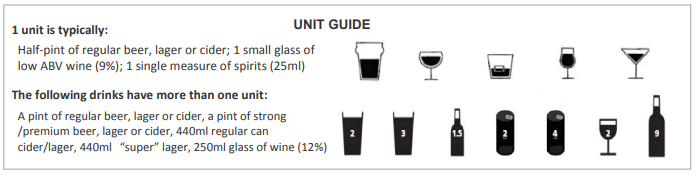 UNIT GUIDE
1 unit is typically:
Half-pint of regular beer, lager or cider; 1 small glass of
low ABV wine (9%); 1 single measure of spirits (25ml)
The following drinks have more than one unit:
A pint of regular beer, lager or cider, a pint of strong
/premium beer, lager or cider, 440ml regular can
cider/lager, 440ml “super” lager, 250ml glass of wine (12%)
2 3 1.5 2 4 2 9